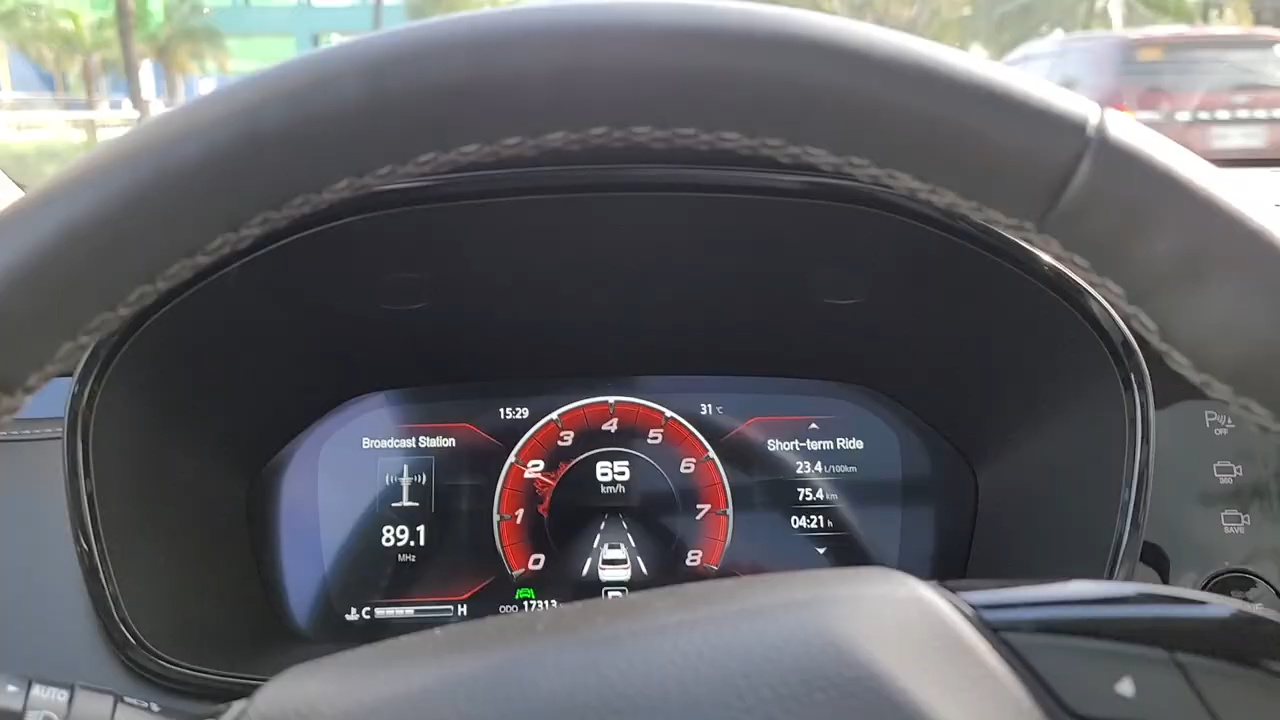 15:29
31 °C
Broadcast Station
89.1
MHz
0
1
2
3
4
5
6
7
8
65
km/h
Short-term Ride
23.4 L/100km
75.4 km
04:21 h
C H
ODO 17313
P
OFF
360
SAVE
AUTO